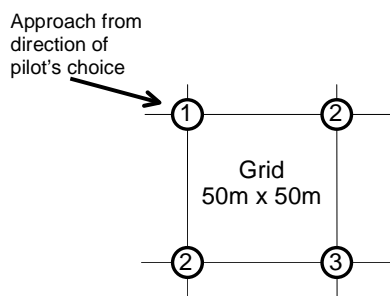 Approach from
direction of
pilot's choice
1
2
Grid
50m x 50m
2
3